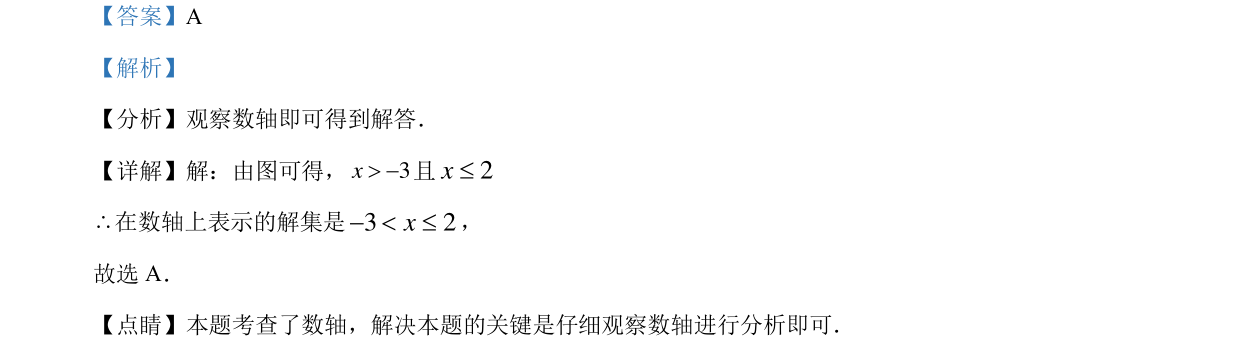 【答案】A
【解析】
【分析】观察数轴即可得到解答．
【详解】解：由图可得， x > −3且 x ≤ 2
∴在数轴上表示的解集是 −3 < x ≤ 2，
故选 A．
【点睛】本题考查了数轴，解决本题的关键是仔细观察数轴进行分析即可．